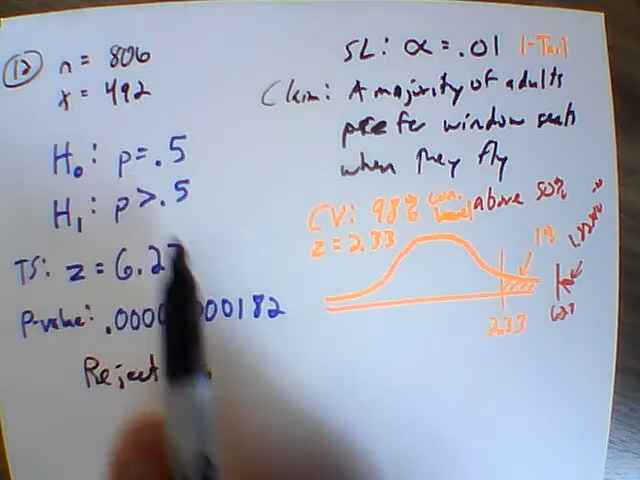 12
n = 806
x = 492
SL: α = .01 1-Tail
Claim: A majority of adults
prefer window seats
when they fly
H₀: p = .5
H₁: p > .5
above 50%
CV: 98% con. level
z = 2.33
1%
TS: z = 6.27
2.33
6.27
P-value: .0000 000182
Reject